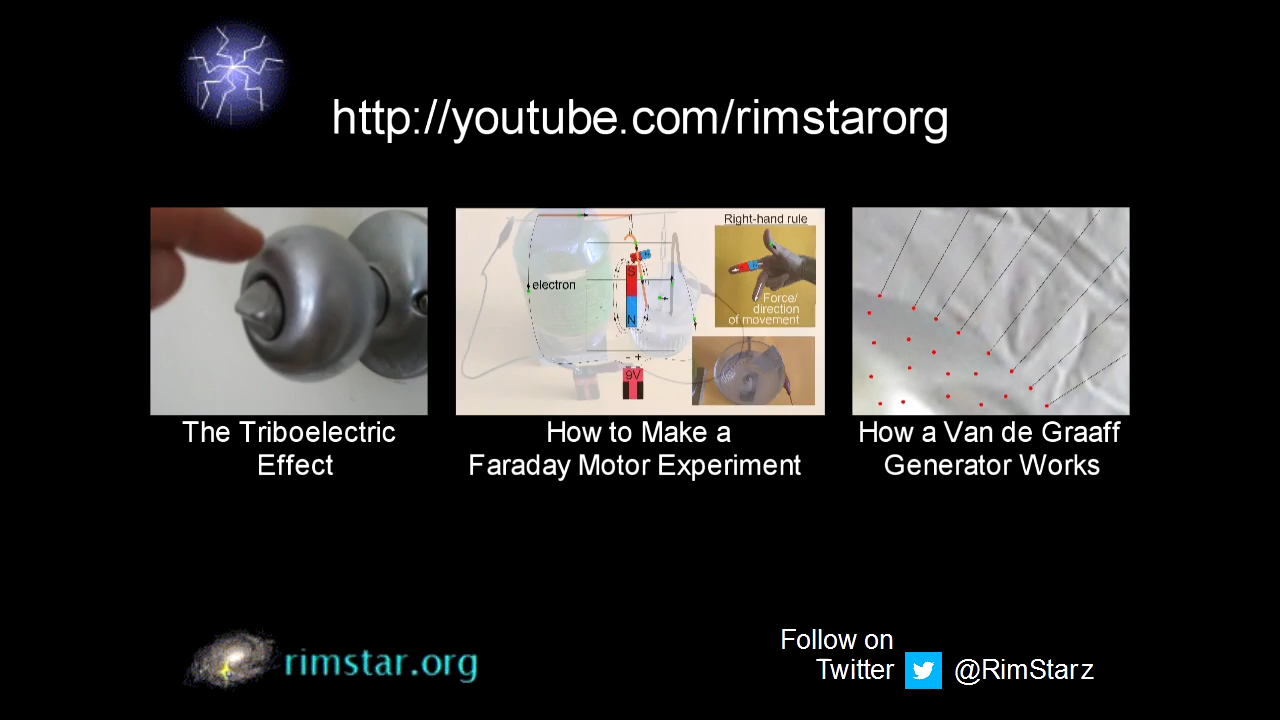 http://youtube.com/rimstarorg
Right-hand rule
electron
S
N
Force/
direction
of movement
- +
9V
The Triboelectric
Effect
How to Make a
Faraday Motor Experiment
How a Van de Graaff
Generator Works
rimstar.org
Follow on
Twitter
@RimStarz